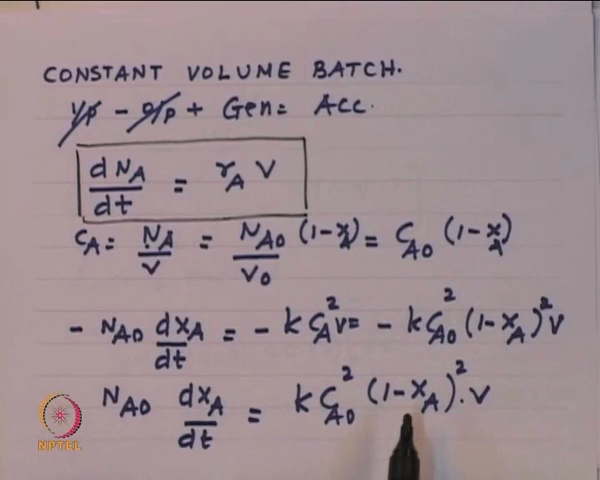 CONSTANT VOLUME BATCH.
I/P - O/P + Gen = Acc.
dN_A/dt = r_A V
C_A = N_A/V = N_A0/V_0 (1-x_A) = C_A0 (1-x_A)
- N_A0 dx_A/dt = - k C_A^2 V = - k C_A0^2 (1-x_A)^2 V
N_A0 dx_A/dt = k C_A0^2 (1-x_A)^2 . V
NPTEL